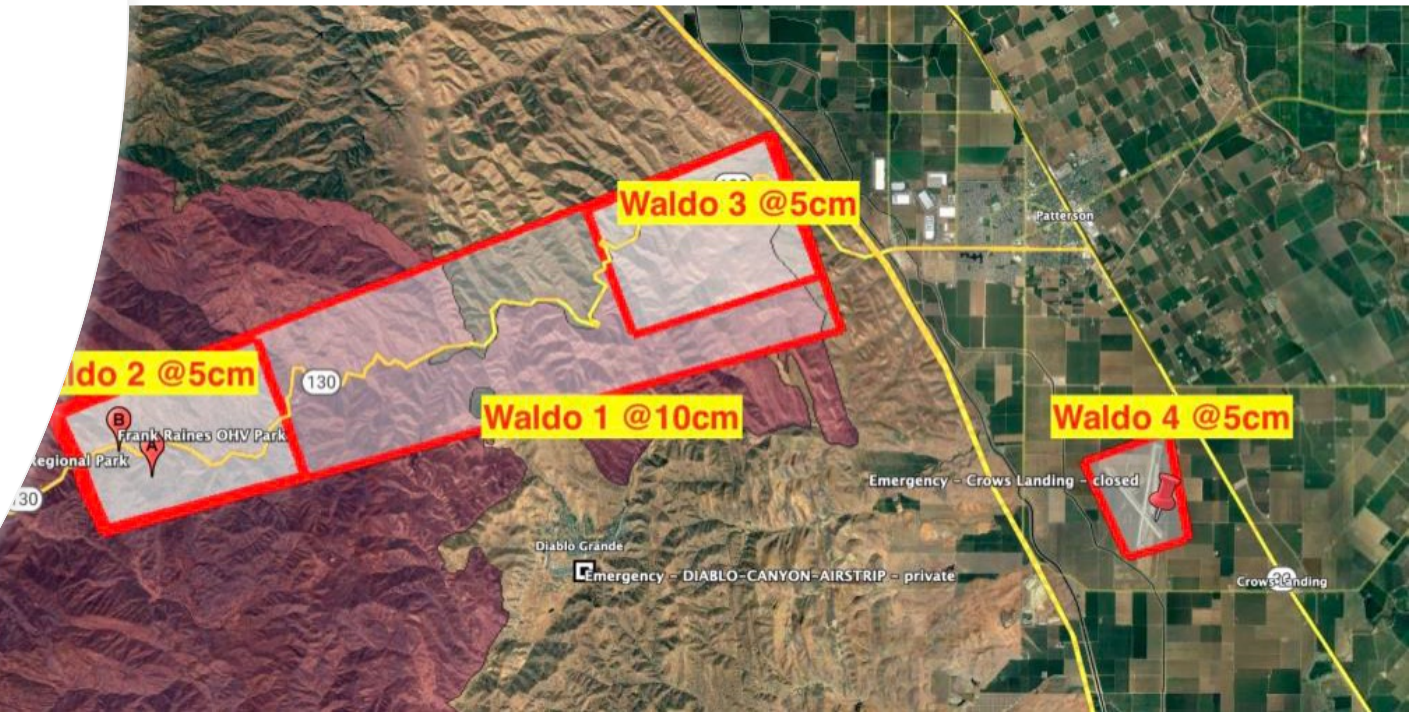 Waldo 3 @5cm
Patterson
ldo 2 @5cm
130
Waldo 1 @10cm
Waldo 4 @5cm
B
Frank Raines OHV Park
A
Regional Park
130
Emergency - Crows Landing - closed
Diablo Grande
Emergency - DIABLO-CANYON-AIRSTRIP - private
Crows Landing